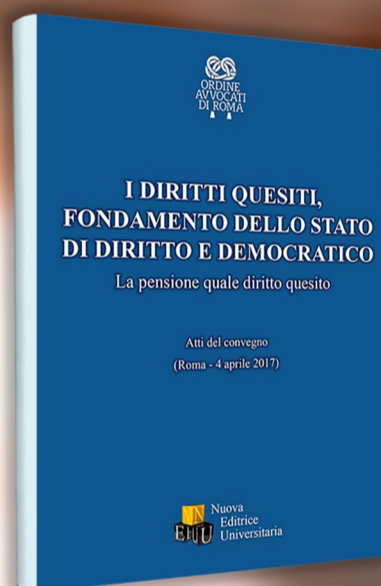 ORDINE
AVVOCATI
DI ROMA
I DIRITTI QUESITI,
FONDAMENTO DELLO STATO
DI DIRITTO E DEMOCRATICO
La pensione quale diritto quesito
Atti del convegno
(Roma - 4 aprile 2017)
Nuova
Editrice
Universitaria